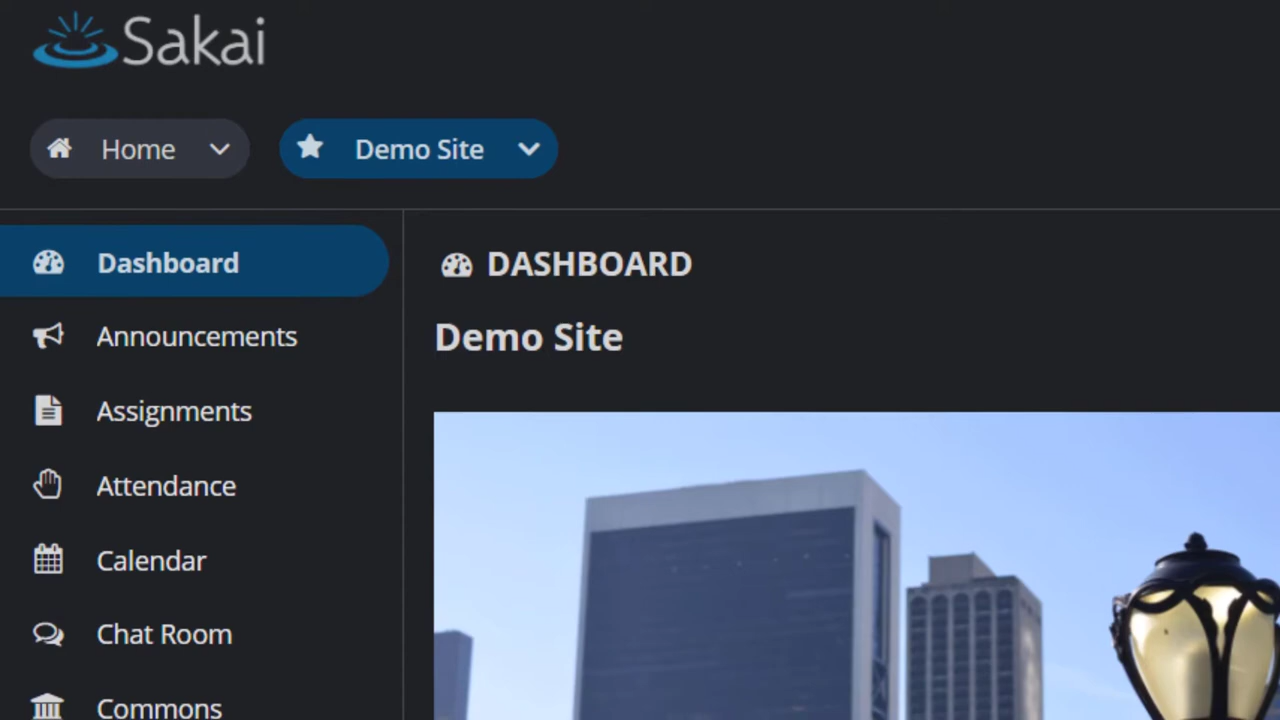 Sakai
Home
Demo Site
Dashboard
Announcements
Assignments
Attendance
Calendar
Chat Room
Commons
DASHBOARD
Demo Site